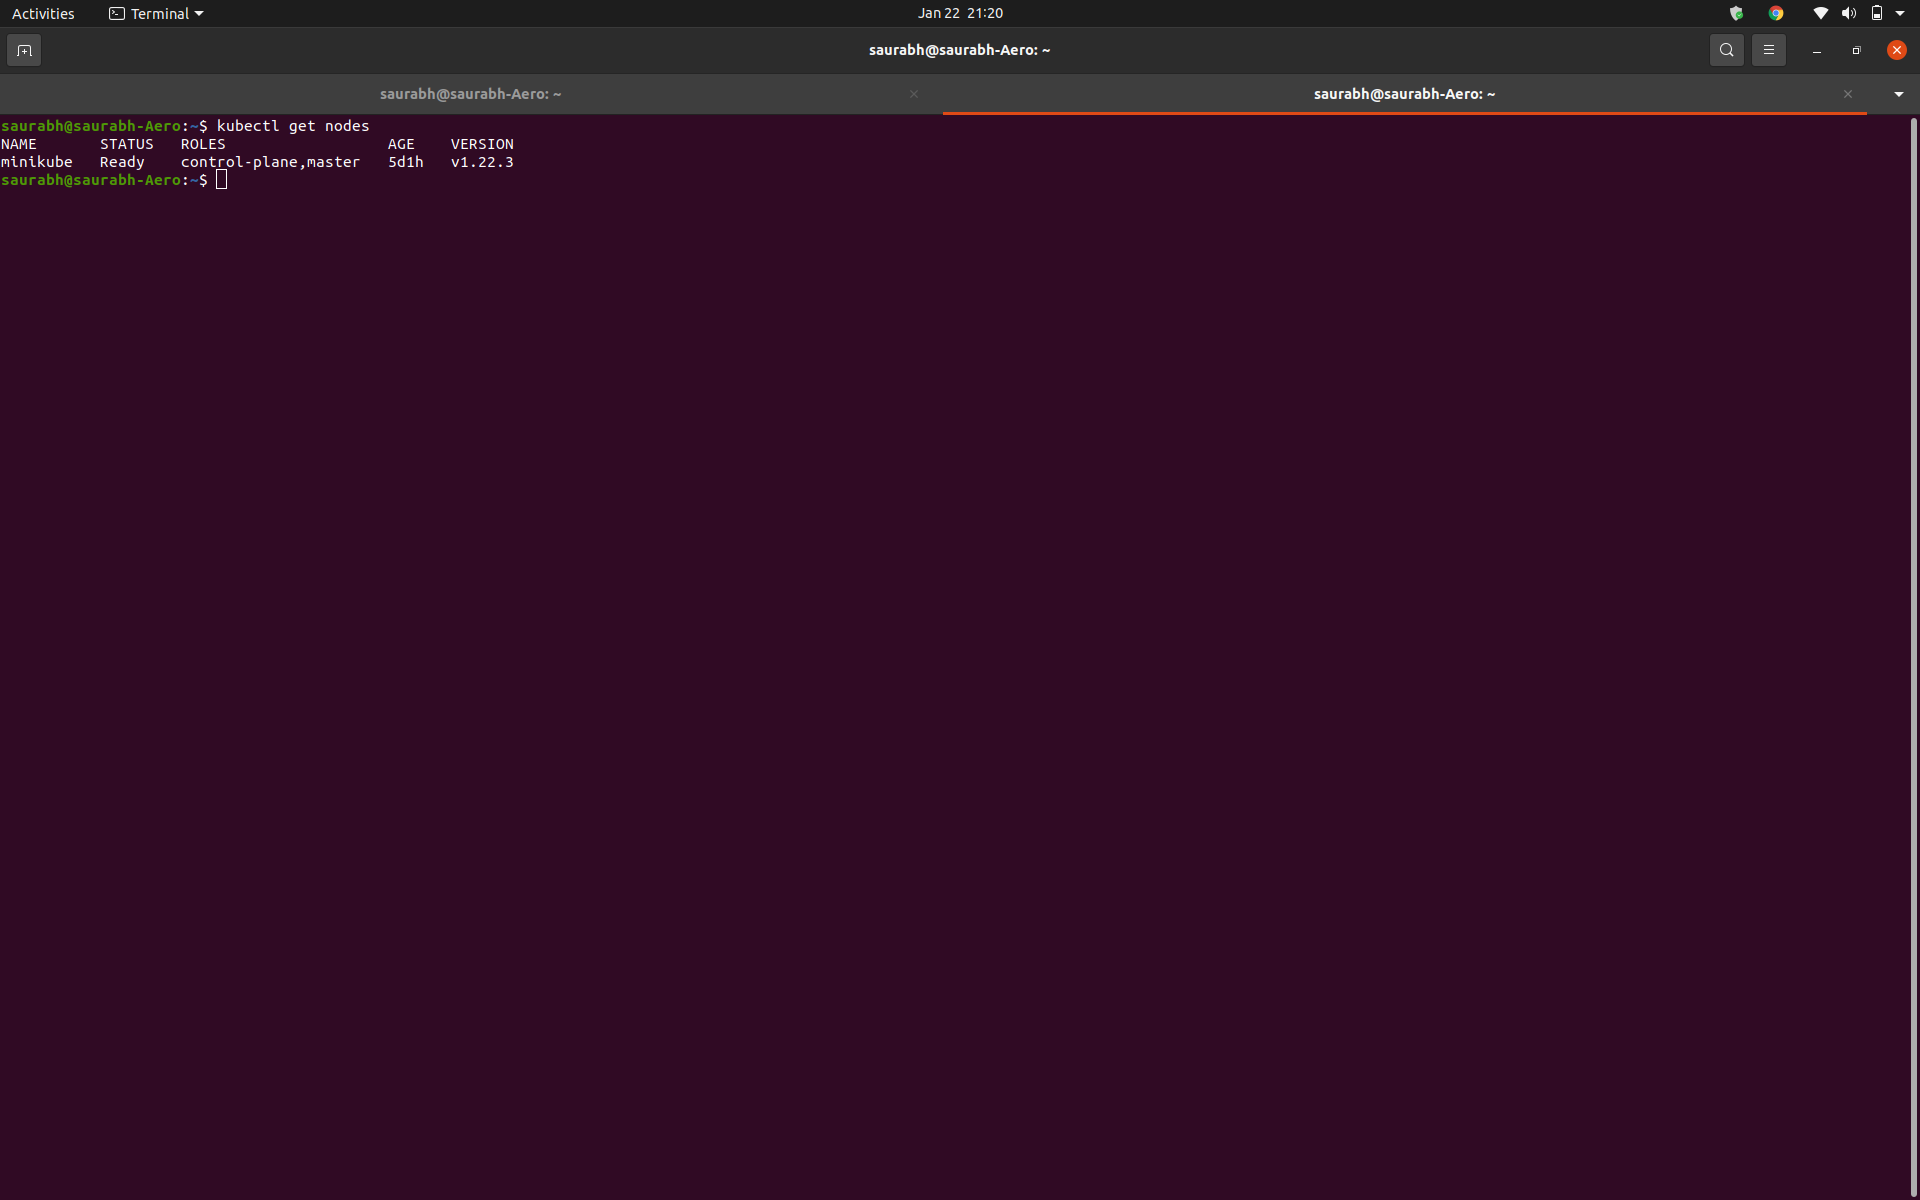 Activities Terminal Jan 22 21:20
saurabh@saurabh-Aero: ~
saurabh@saurabh-Aero: ~ saurabh@saurabh-Aero: ~
saurabh@saurabh-Aero:~$ kubectl get nodes
NAME STATUS ROLES AGE VERSION
minikube Ready control-plane,master 5d1h v1.22.3
saurabh@saurabh-Aero:~$